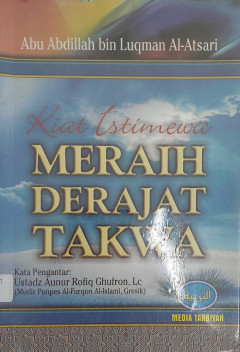 Abu Abdillah bin Luqman Al-Atsari
Kiat Istimewa
MERAIH
DERAJAT
TAKWA
Kata Pengantar:
Ustadz Aunur Rofiq Ghufron, Lc
(Mudir Ponpes Al-Furqon Al-Islami, Gresik)
التربية
MEDIA TARBIYAH